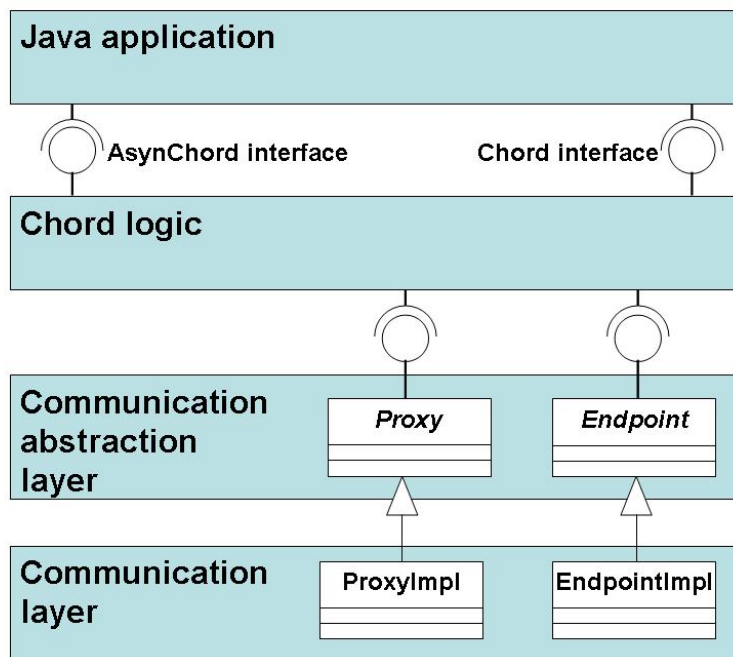 Java application
AsynChord interface
Chord interface
Chord logic
Communication
abstraction
layer
Proxy
Endpoint
Communication
layer
ProxyImpl
EndpointImpl